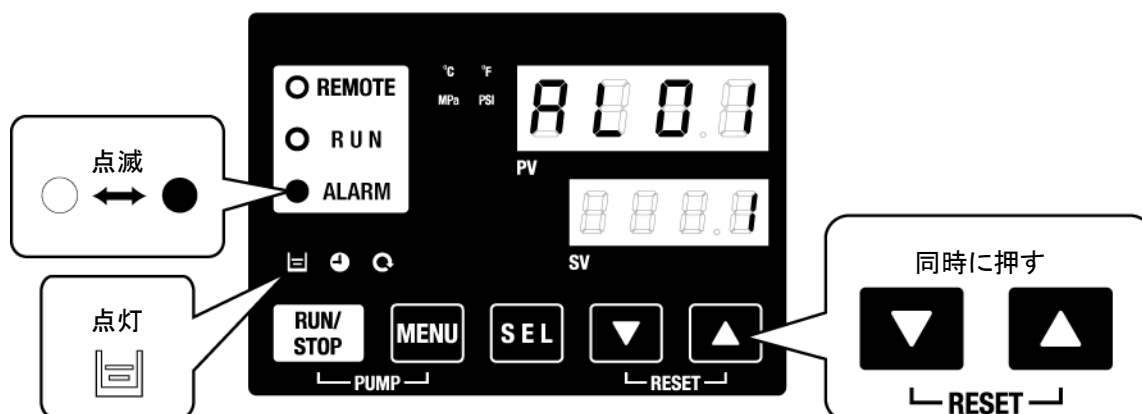 °C °F
REMOTE
MPa PSI
AL01
RUN
PV
点滅
ALARM
1
SV
同時に押す
点灯
RUN/
STOP
MENU
SEL
▼ ▲
PUMP
RESET
▼ ▲
RESET